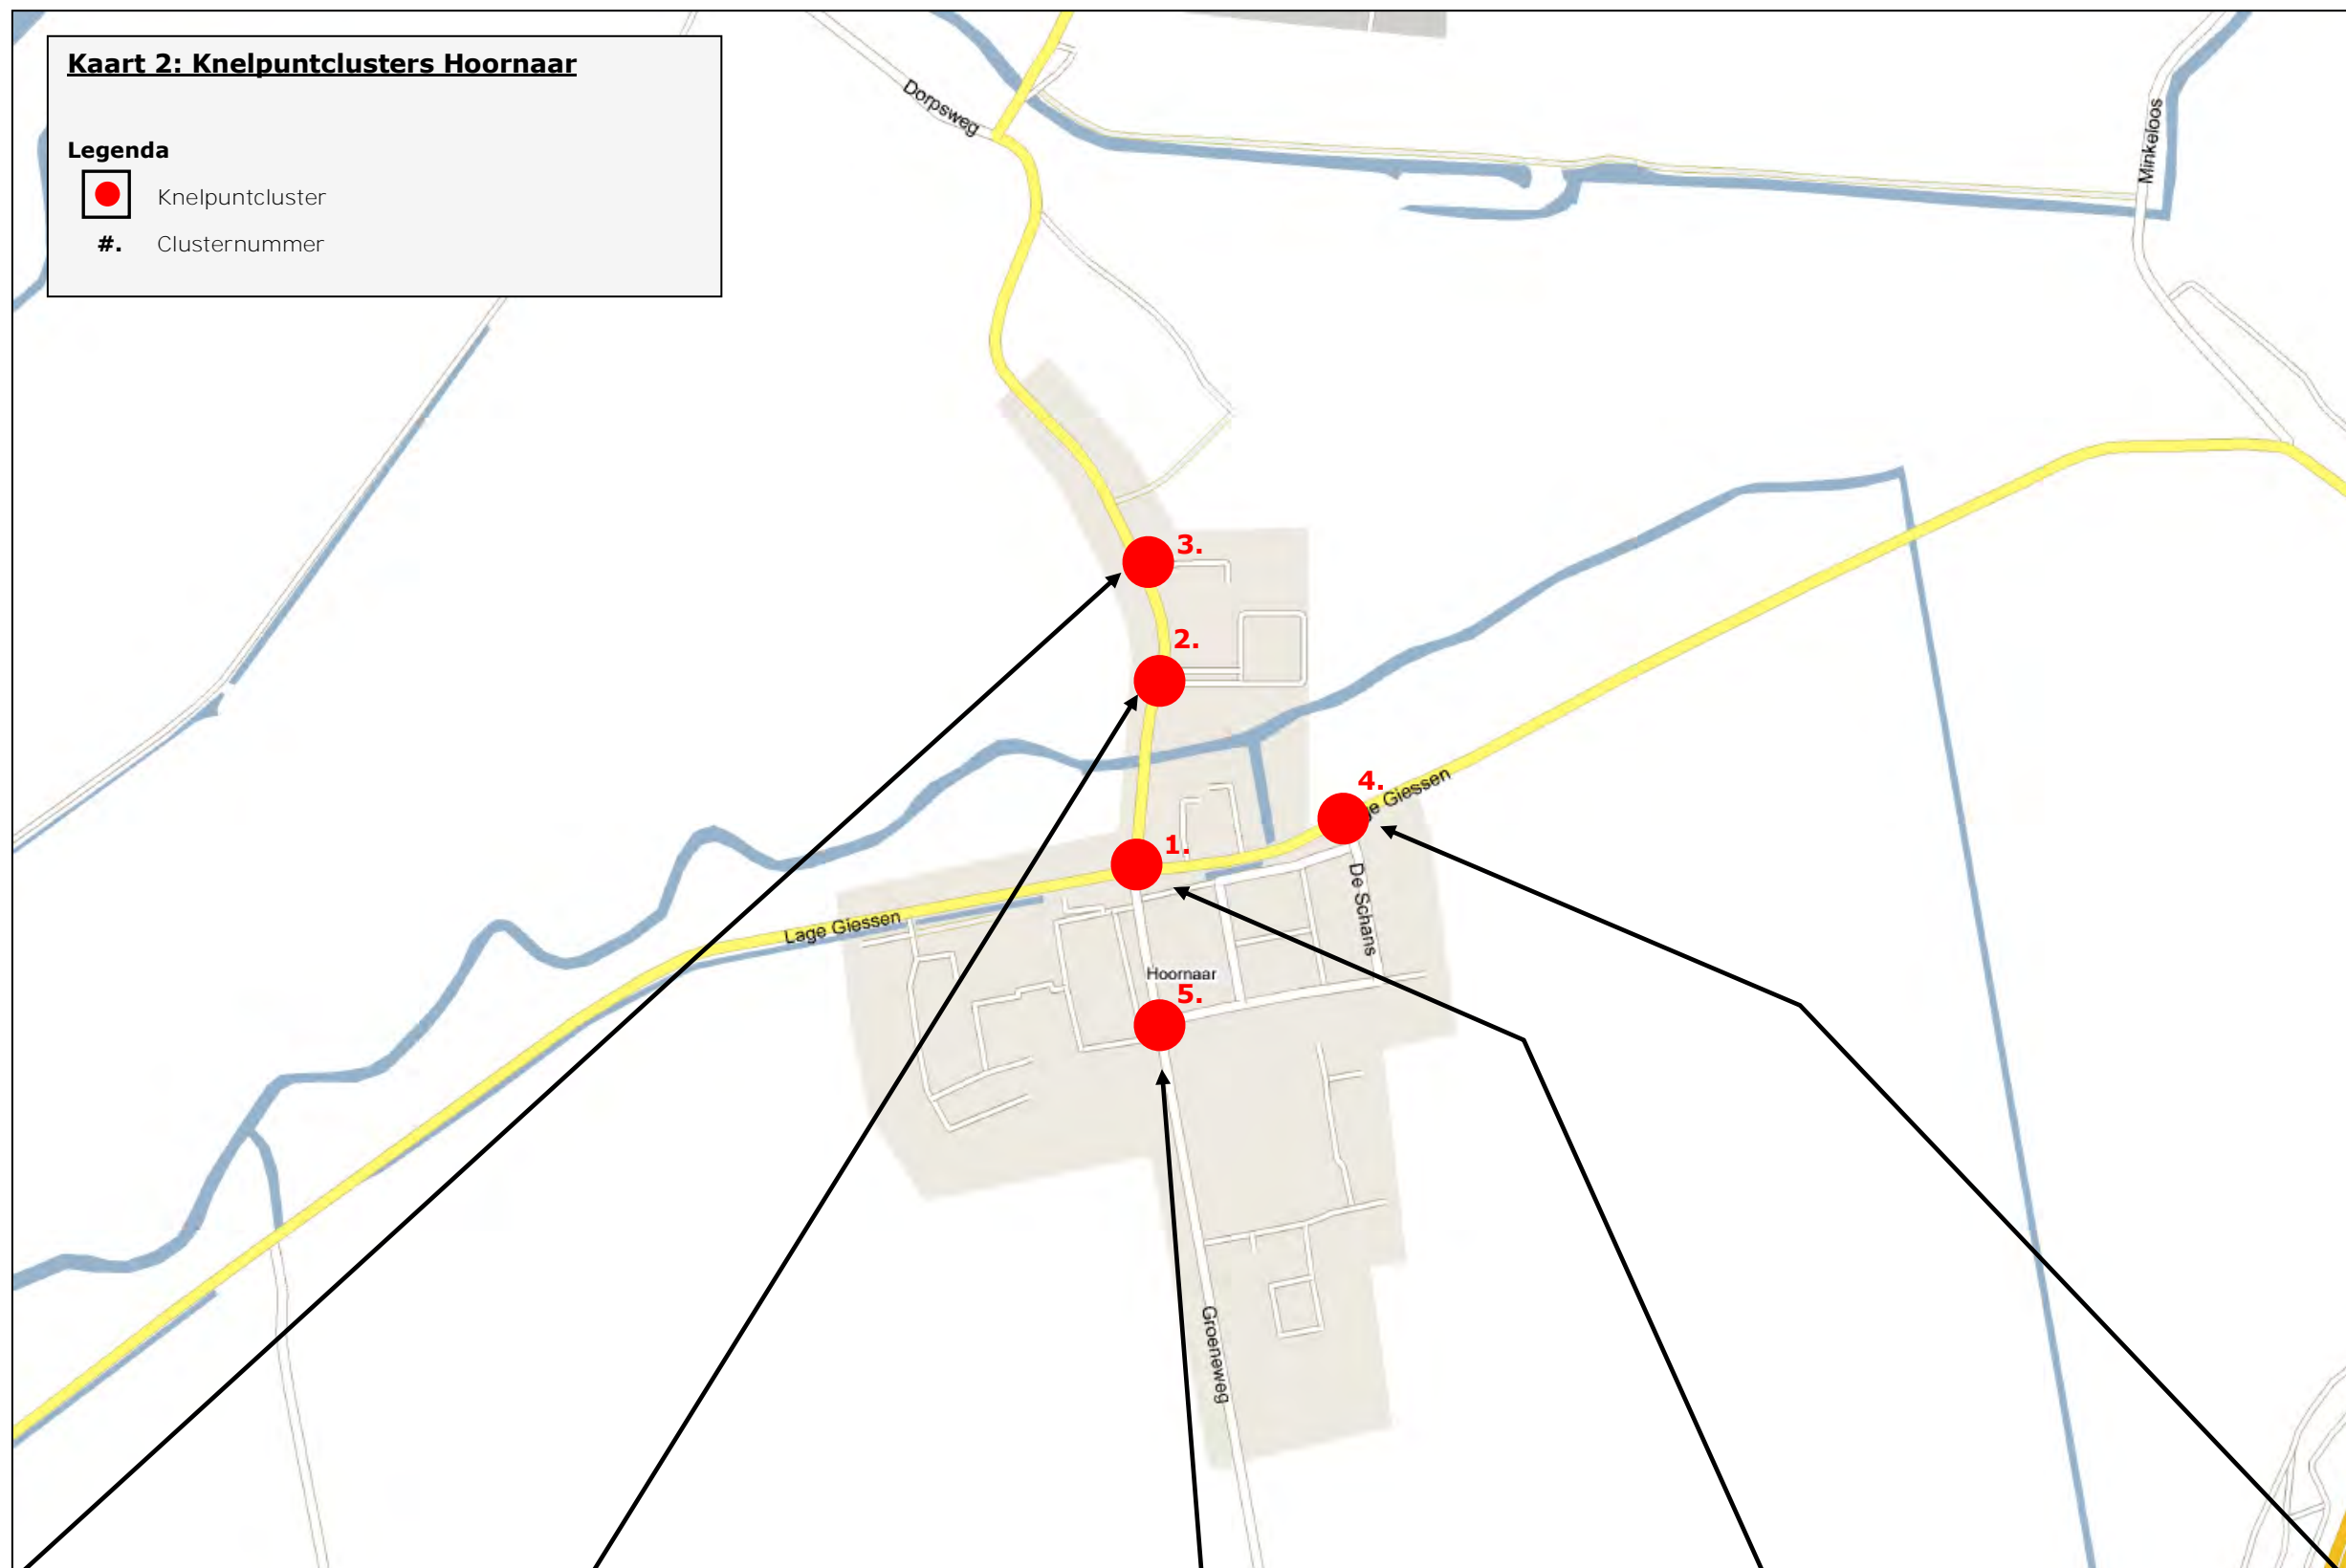 Kaart 2: Knelpuntclusters Hoornaar
Legenda
Knelpuntcluster
#. Clusternummer
Dorpsweg
Minkeloos
3.
2.
4.
Giessen
1.
De Schans
Lage Giessen
Hoornaar
5.
Groeneweg